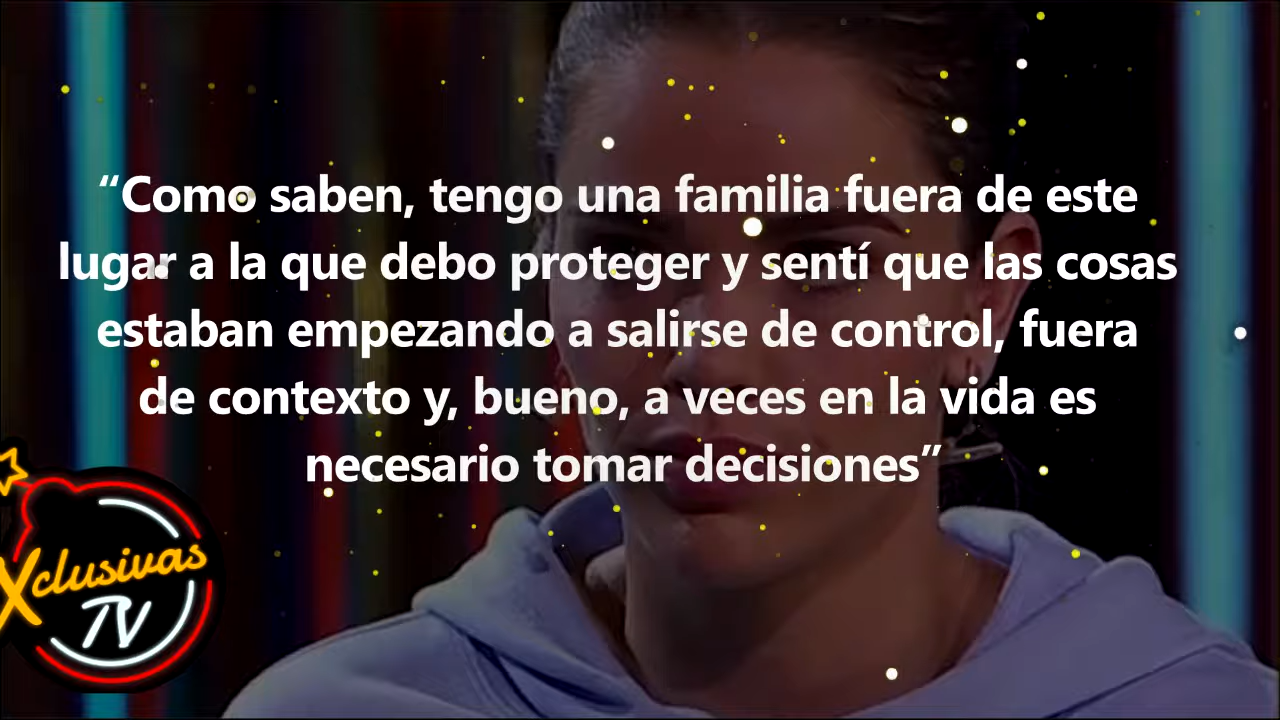 “Como saben, tengo una familia fuera de este
lugar a la que debo proteger y sentí que las cosas
estaban empezando a salirse de control, fuera
de contexto y, bueno, a veces en la vida es
necesario tomar decisiones”
Xclusivas
TV